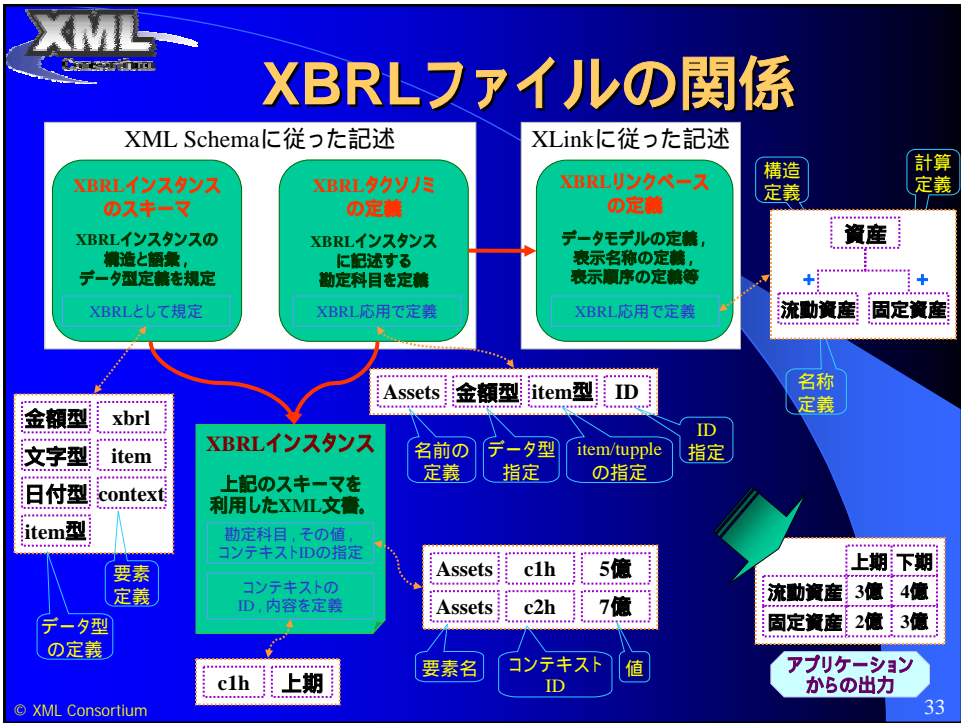 XML
Consortium
XBRLファイルの関係
XML Schemaに従った記述
XBRLインスタンス
のスキーマ
XBRLインスタンスの
構造と語彙,
データ型定義を規定
XBRLとして規定
XBRLタクソノミ
の定義
XBRLインスタンス
に記述する
勘定科目を定義
XBRL応用で定義
XLinkに従った記述
XBRLリンクベース
の定義
データモデルの定義,
表示名称の定義,
表示順序の定義等
XBRL応用で定義
構造
定義
計算
定義
資産
+ +
流動資産 固定資産
名称
定義
Assets 金額型 item型 ID
名前の
定義
データ型
指定
item/tupple
の指定
ID
指定
金額型 xbrl
文字型 item
日付型 context
item型
要素
定義
データ型
の定義
XBRLインスタンス
上記のスキーマを
利用したXML文書。
勘定科目,その値,
コンテキストIDの指定
コンテキストの
ID,内容を定義
c1h 上期
Assets c1h 5億
Assets c2h 7億
要素名
コンテキスト
ID
値
上期 下期
流動資産 3億 4億
固定資産 2億 3億
アプリケーション
からの出力
© XML Consortium
33